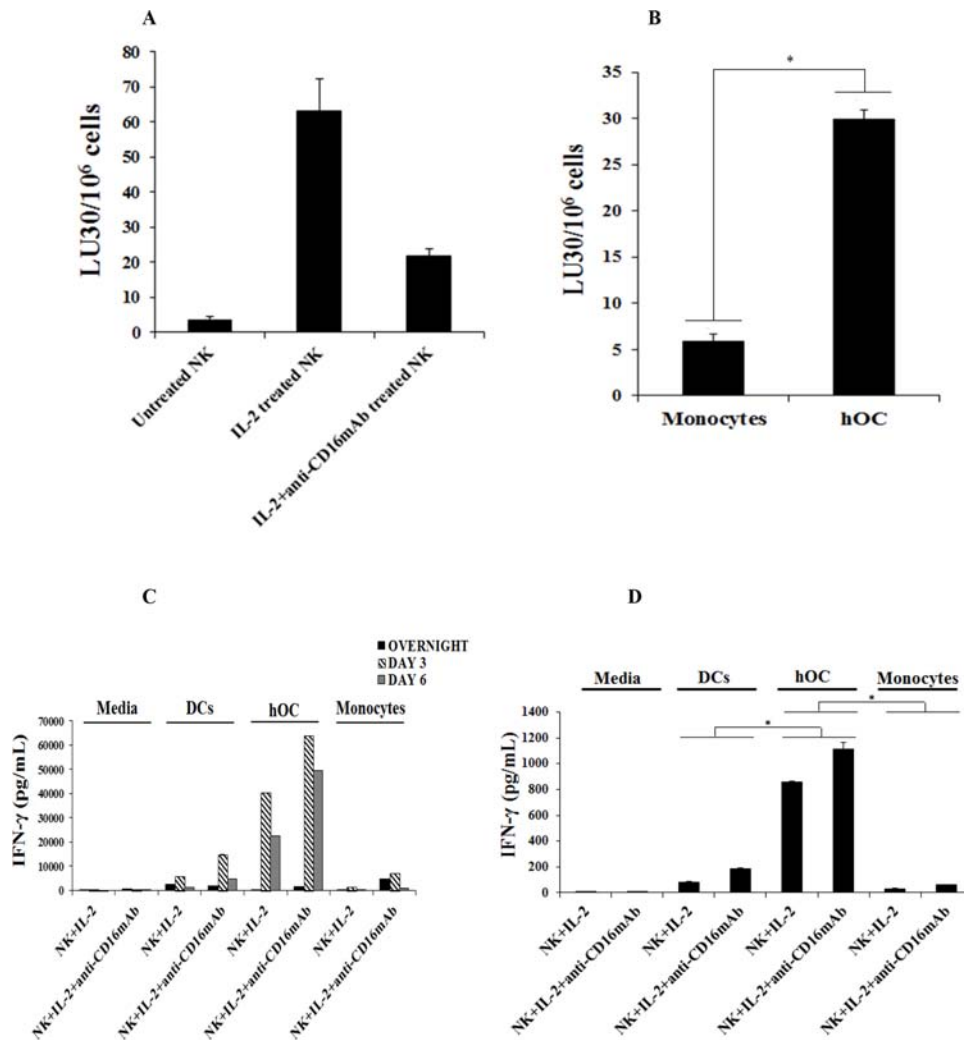 A
LU30/10⁶ cells
80
70
60
50
40
30
20
10
0
Untreated NK
IL-2 treated NK
IL-2+anti-CD16mAb treated NK
B
LU30/10⁶ cells
35
30
25
20
15
10
5
0
*
Monocytes
hOC
C
OVERNIGHT
DAY 3
DAY 6
Media
DCs
hOC
Monocytes
IFN-γ (pg/mL)
70000
60000
50000
40000
30000
20000
10000
0
NK+IL-2
NK+IL-2+anti-CD16mAb
NK+IL-2
NK+IL-2+anti-CD16mAb
NK+IL-2
NK+IL-2+anti-CD16mAb
NK+IL-2
NK+IL-2+anti-CD16mAb
D
Media
DCs
hOC
Monocytes
*
*
IFN-γ (pg/mL)
1400
1200
1000
800
600
400
200
0
NK+IL-2
NK+IL-2+anti-CD16mAb
NK+IL-2
NK+IL-2+anti-CD16mAb
NK+IL-2
NK+IL-2+anti-CD16mAb
NK+IL-2
NK+IL-2+anti-CD16mAb